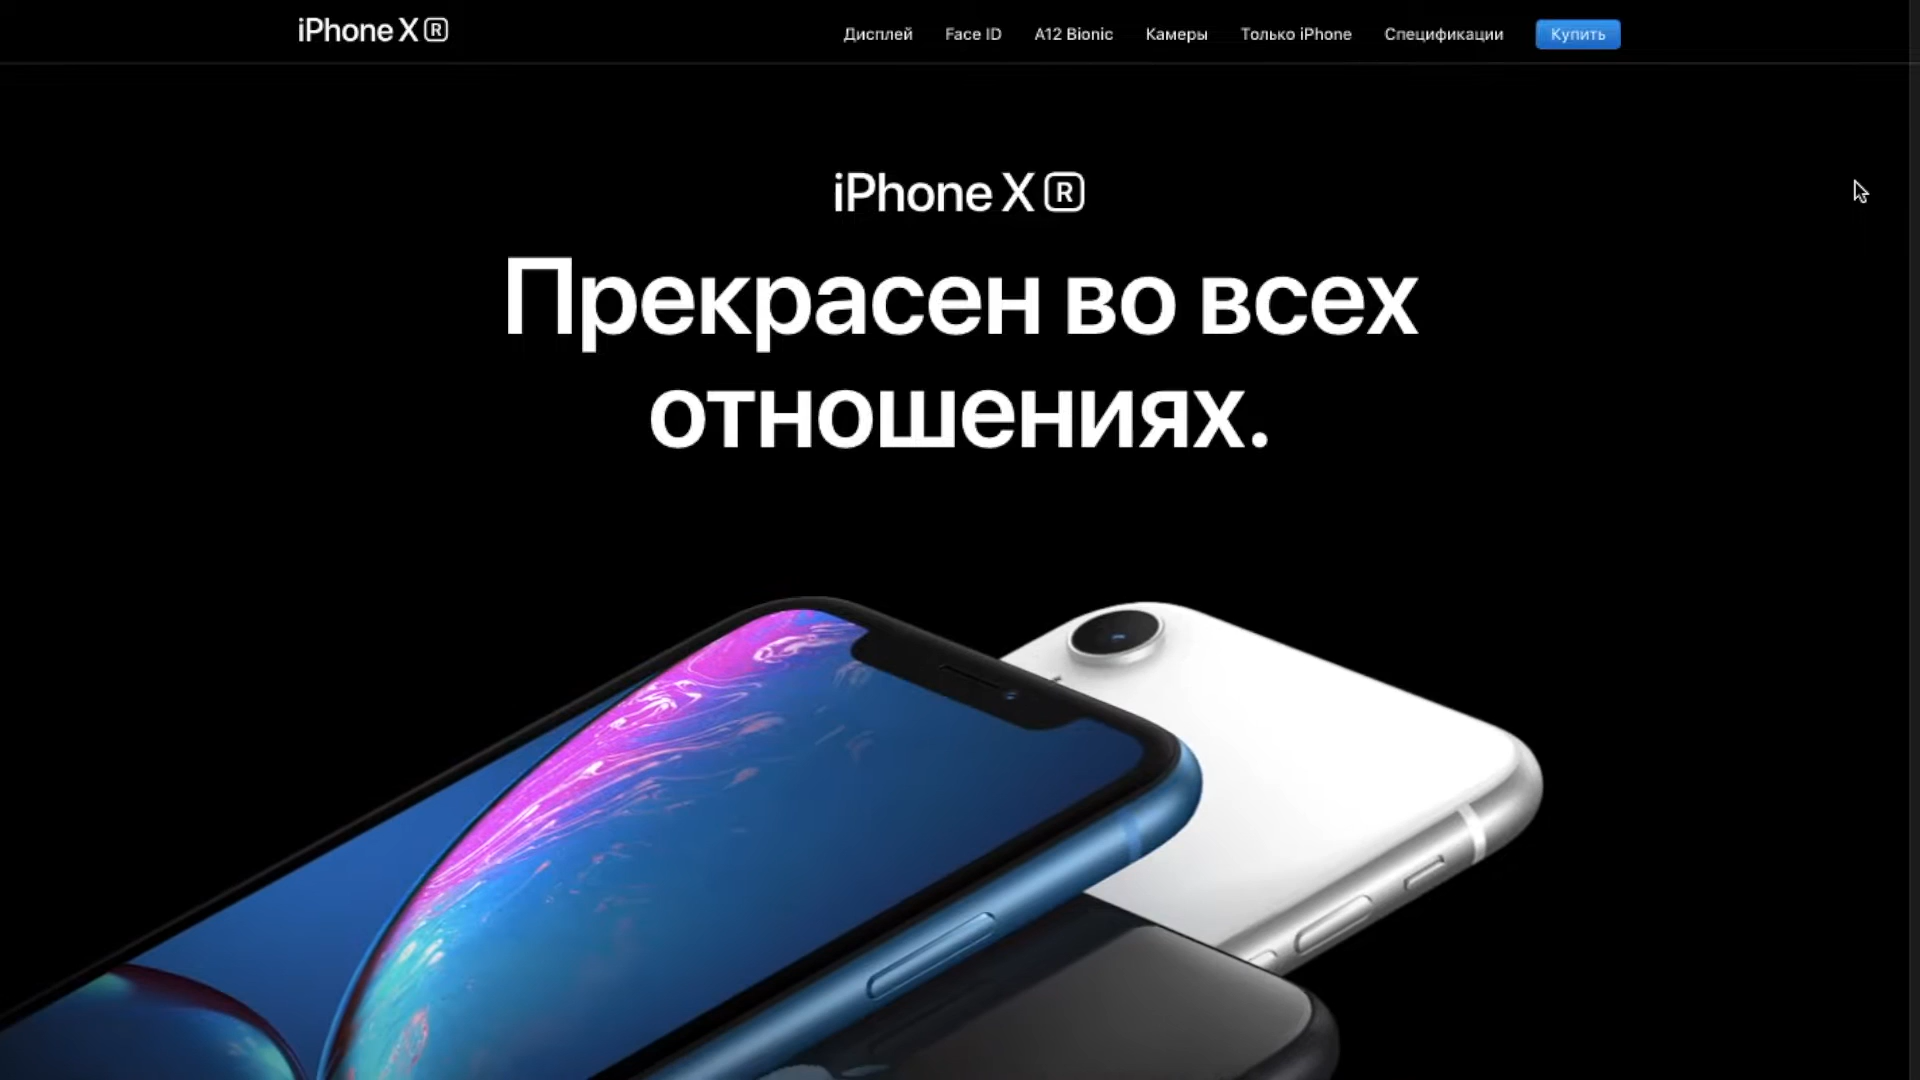 iPhone XR
Дисплей Face ID A12 Bionic Камеры Только iPhone Спецификации Купить
iPhone XR
Прекрасен во всех
отношениях.